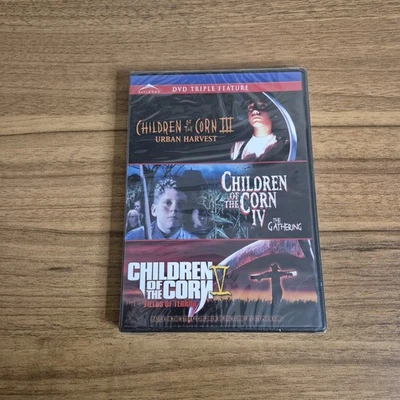 ALLIANCE
DVD TRIPLE FEATURE
CHILDREN OF THE CORN III
URBAN HARVEST
CHILDREN
OF THE CORN
IV
THE
GATHERING
CHILDREN
OF THE CORN V
FIELDS OF TERROR